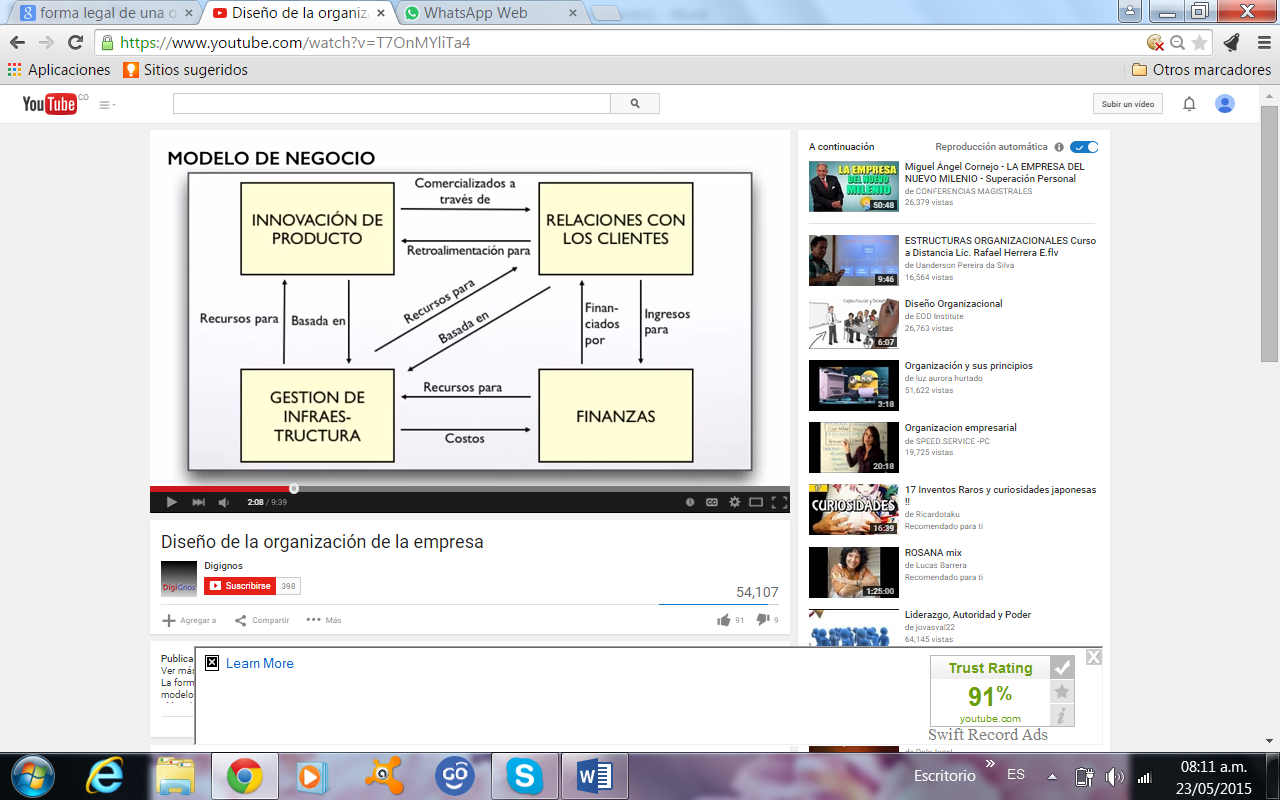 forma legal de una o
Diseño de la organiz
WhatsApp Web
https://www.youtube.com/watch?v=T7OnMYliTa4
Aplicaciones
Sitios sugeridos
Otros marcadores
YouTube CO
Subir un vídeo
MODELO DE NEGOCIO
INNOVACIÓN DE
PRODUCTO
Comercializados a
través de
Retroalimentación para
RELACIONES CON
LOS CLIENTES
Recursos para
Basada en
Recursos para
Basada en
Finan-
ciados
por
Ingresos
para
GESTION DE
INFRAES-
TRUCTURA
Recursos para
Costos
FINANZAS
2:08 / 9:39
Diseño de la organización de la empresa
DigiGnos
Digignos
Suscribirse 398
54,107
Agregar a
Compartir
Más
91
9
Publica
Ver más
La form
modelo
A continuación
Reproducción automática
50:48
Miguel Ángel Cornejo - LA EMPRESA DEL
NUEVO MILENIO - Superación Personal
de CONFERENCIAS MAGISTRALES
26,379 vistas
LA EMPRESA
DEL NUEVO
MILENIO
9:46
ESTRUCTURAS ORGANIZACIONALES Curso
a Distancia Lic. Rafael Herrera E.flv
de Uanderson Pereira da Silva
16,564 vistas
6:07
Diseño Organizacional
de EOD Institute
26,763 vistas
3:18
Organización y sus principios
de luz aurora hurtado
51,622 vistas
20:18
Organizacion empresarial
de SPEED.SERVICE -PC
19,725 vistas
CURIOSIDADES
16:39
17 Inventos Raros y curiosidades japonesas
!!
de Ricardotaku
Recomendado para ti
1:25:00
ROSANA mix
de Lucas Barrera
Recomendado para ti
Liderazgo, Autoridad y Poder
de jovasval22
64,145 vistas
Learn More
Trust Rating
91%
youtube.com
Swift Record Ads
Escritorio
ES
08:11 a.m.
23/05/2015